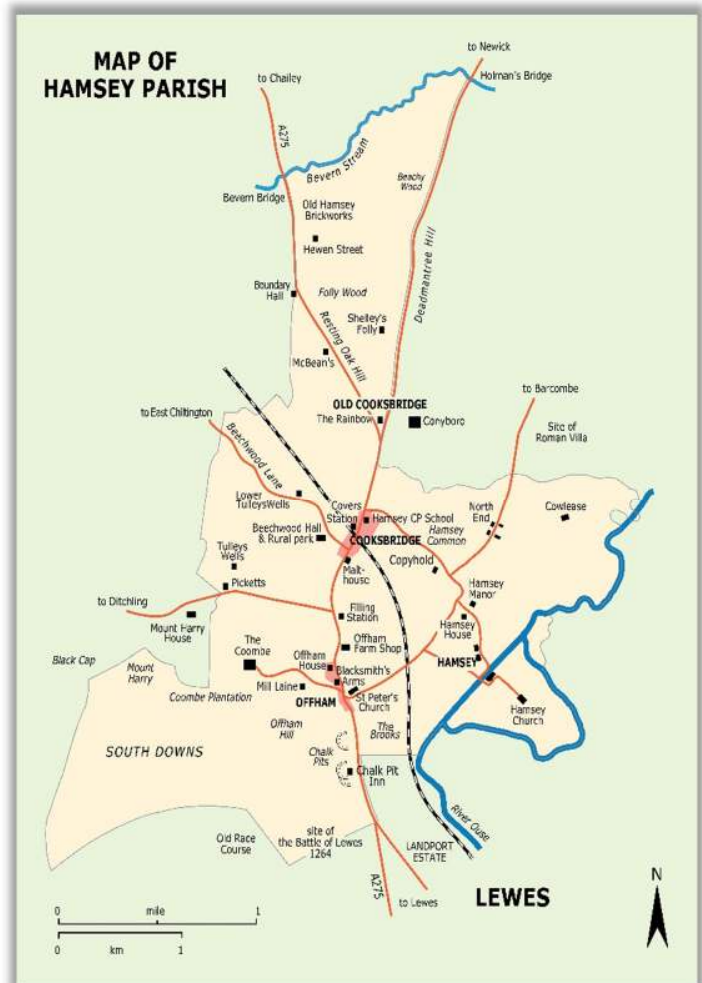 MAP OF
HAMSEY PARISH
to Newick
Holman's Bridge
to Chailey
A275
Bevern Stream
Beachy
Wood
Bevern Bridge
Old Hamsey
Brickworks
Hewen Street
Deadmantree Hill
Boundary
Hall
Folly Wood
Shelley's
Folly
Resting Oak Hill
McBean's
to Barcombe
OLD COOKSBRIDGE
The Rainbow
Conyboro
to East Chiltington
Site of
Roman Villa
Beechwood Lane
Lower
TulleysWells
Covers
Station
Hamsey CP School
North
End
Cowlease
Hamsey
Common
Beechwood Hall
& Rural park
COOKSBRIDGE
Tulleys
Wells
Malt-
house
Copyhold
Picketts
Hamsey
Manor
to Ditchling
Mount Harry
House
Filling
Station
Hamsey
House
The
Coombe
Offham
Farm Shop
Black Cap
Mount
Harry
Offham
House
HAMSEY
Blacksmith's
Arms
Coombe Plantation
Mill Laine
St Peter's
Church
OFFHAM
Hamsey
Church
Offham
Hill
The
Brooks
SOUTH DOWNS
Chalk
Pits
Chalk Pit
Inn
River Ouse
Old Race
Course
site of
the Battle of Lewes
1264
LANDPORT
ESTATE
A275
to Lewes
LEWES
N
0 mile 1
0 km 1